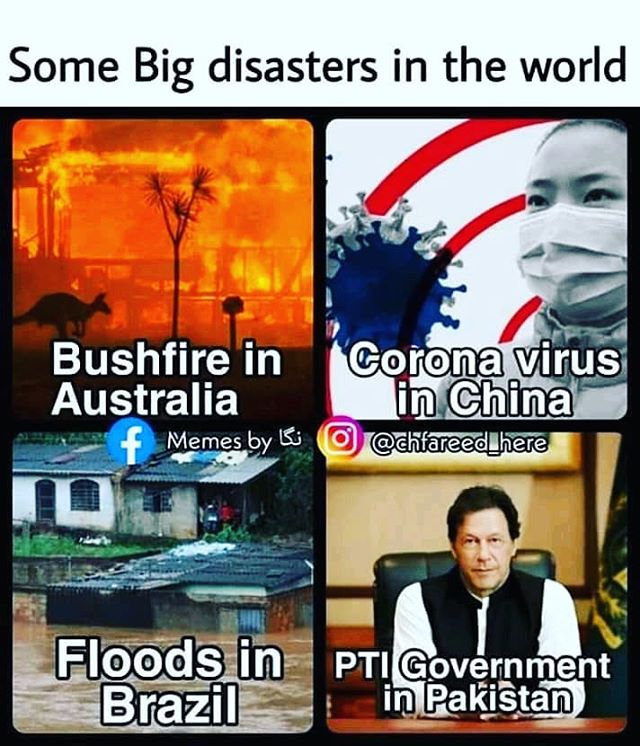 Some Big disasters in the world
Bushfire in
Australia
Corona virus
in China
Memes by نگا
@chfareed_here
Floods in
Brazil
PTI Government
in Pakistan